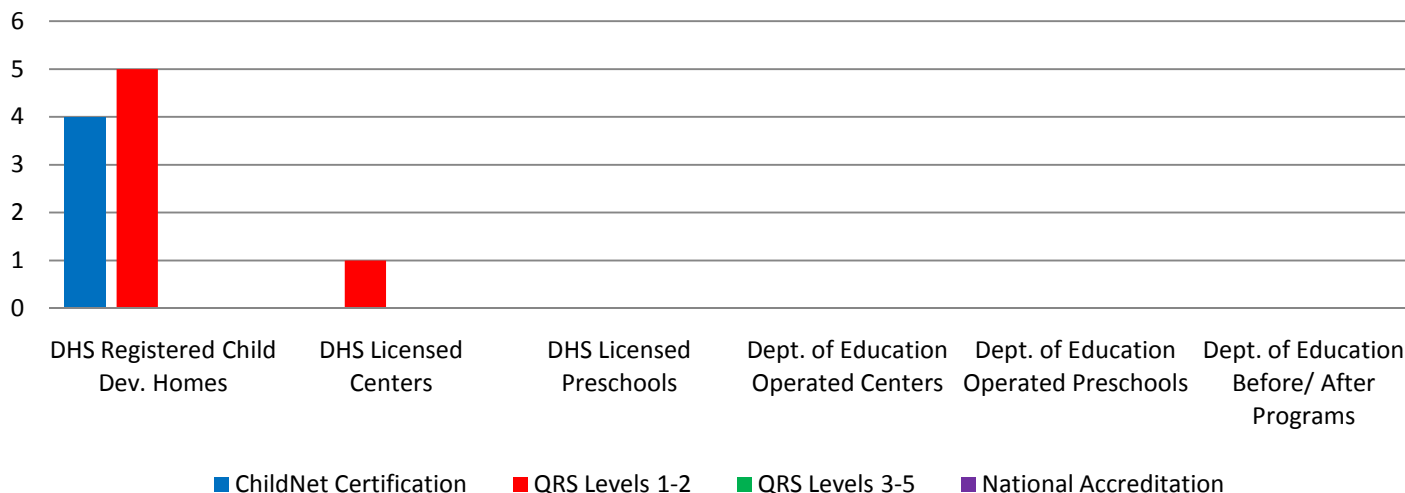 6
5
4
3
2
1
0
DHS Registered Child
Dev. Homes
DHS Licensed
Centers
DHS Licensed
Preschools
Dept. of Education
Operated Centers
Dept. of Education
Operated Preschools
Dept. of Education
Before/ After
Programs
ChildNet Certification
QRS Levels 1-2
QRS Levels 3-5
National Accreditation